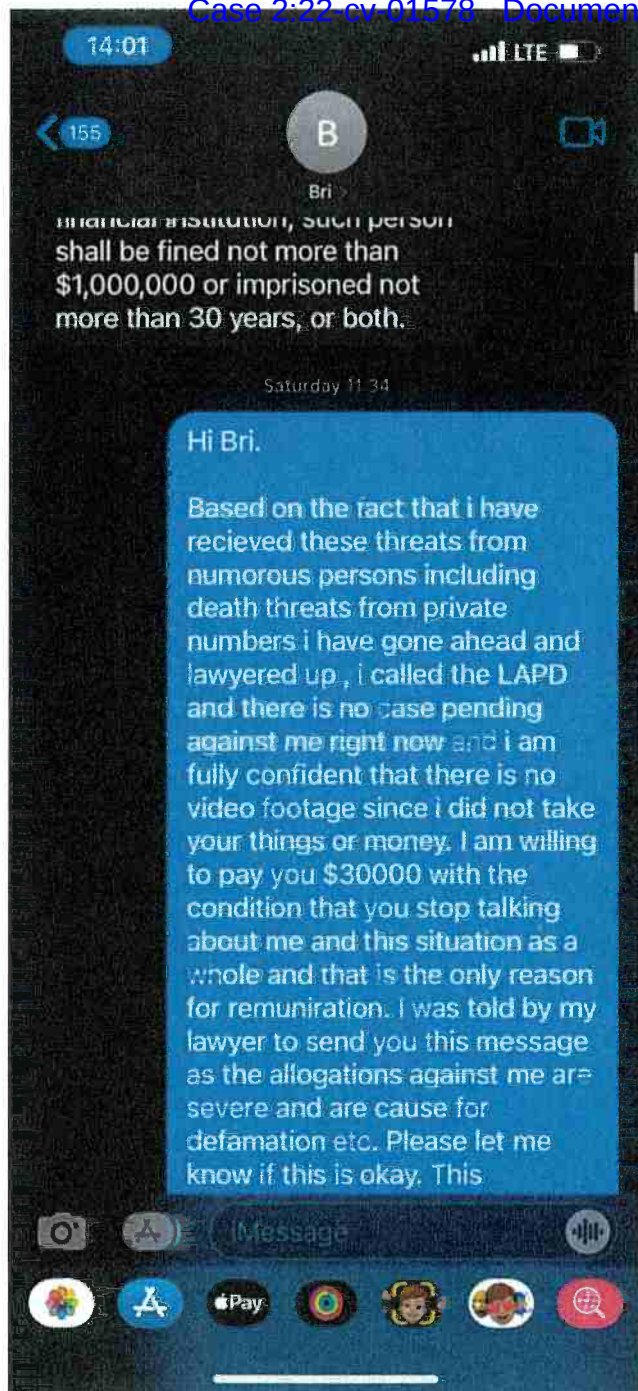 Case 2:22-cv-01578 Documen
14:01
LTE
155
B
Bri
financial institution, such person
shall be fined not more than
$1,000,000 or imprisoned not
more than 30 years, or both.
Saturday 11:34
Hi Bri.
Based on the fact that i have
recieved these threats from
numorous persons including
death threats from private
numbers i have gone ahead and
lawyered up , i called the LAPD
and there is no case pending
against me right now and i am
fully confident that there is no
video footage since i did not take
your things or money. I am willing
to pay you $30000 with the
condition that you stop talking
about me and this situation as a
whole and that is the only reason
for remuniration. I was told by my
lawyer to send you this message
as the allogations against me are
severe and are cause for
defamation etc. Please let me
know if this is okay. This
iMessage
Pay